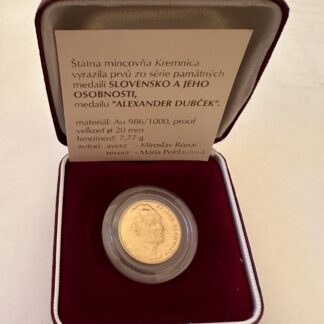 Štátna mincovňa Kremnica
vyrazila prvú zo série pamätných
medailí SLOVENSKO A JEHO
OSOBNOSTI,
medailu "ALEXANDER DUBČEK".
materiál: Au 986/1000, proof
veľkosť ø 20 mm
hmotnosť: 7,77 g
autori: averz - Miroslav Rónai
reverz - Mária Poldaufová